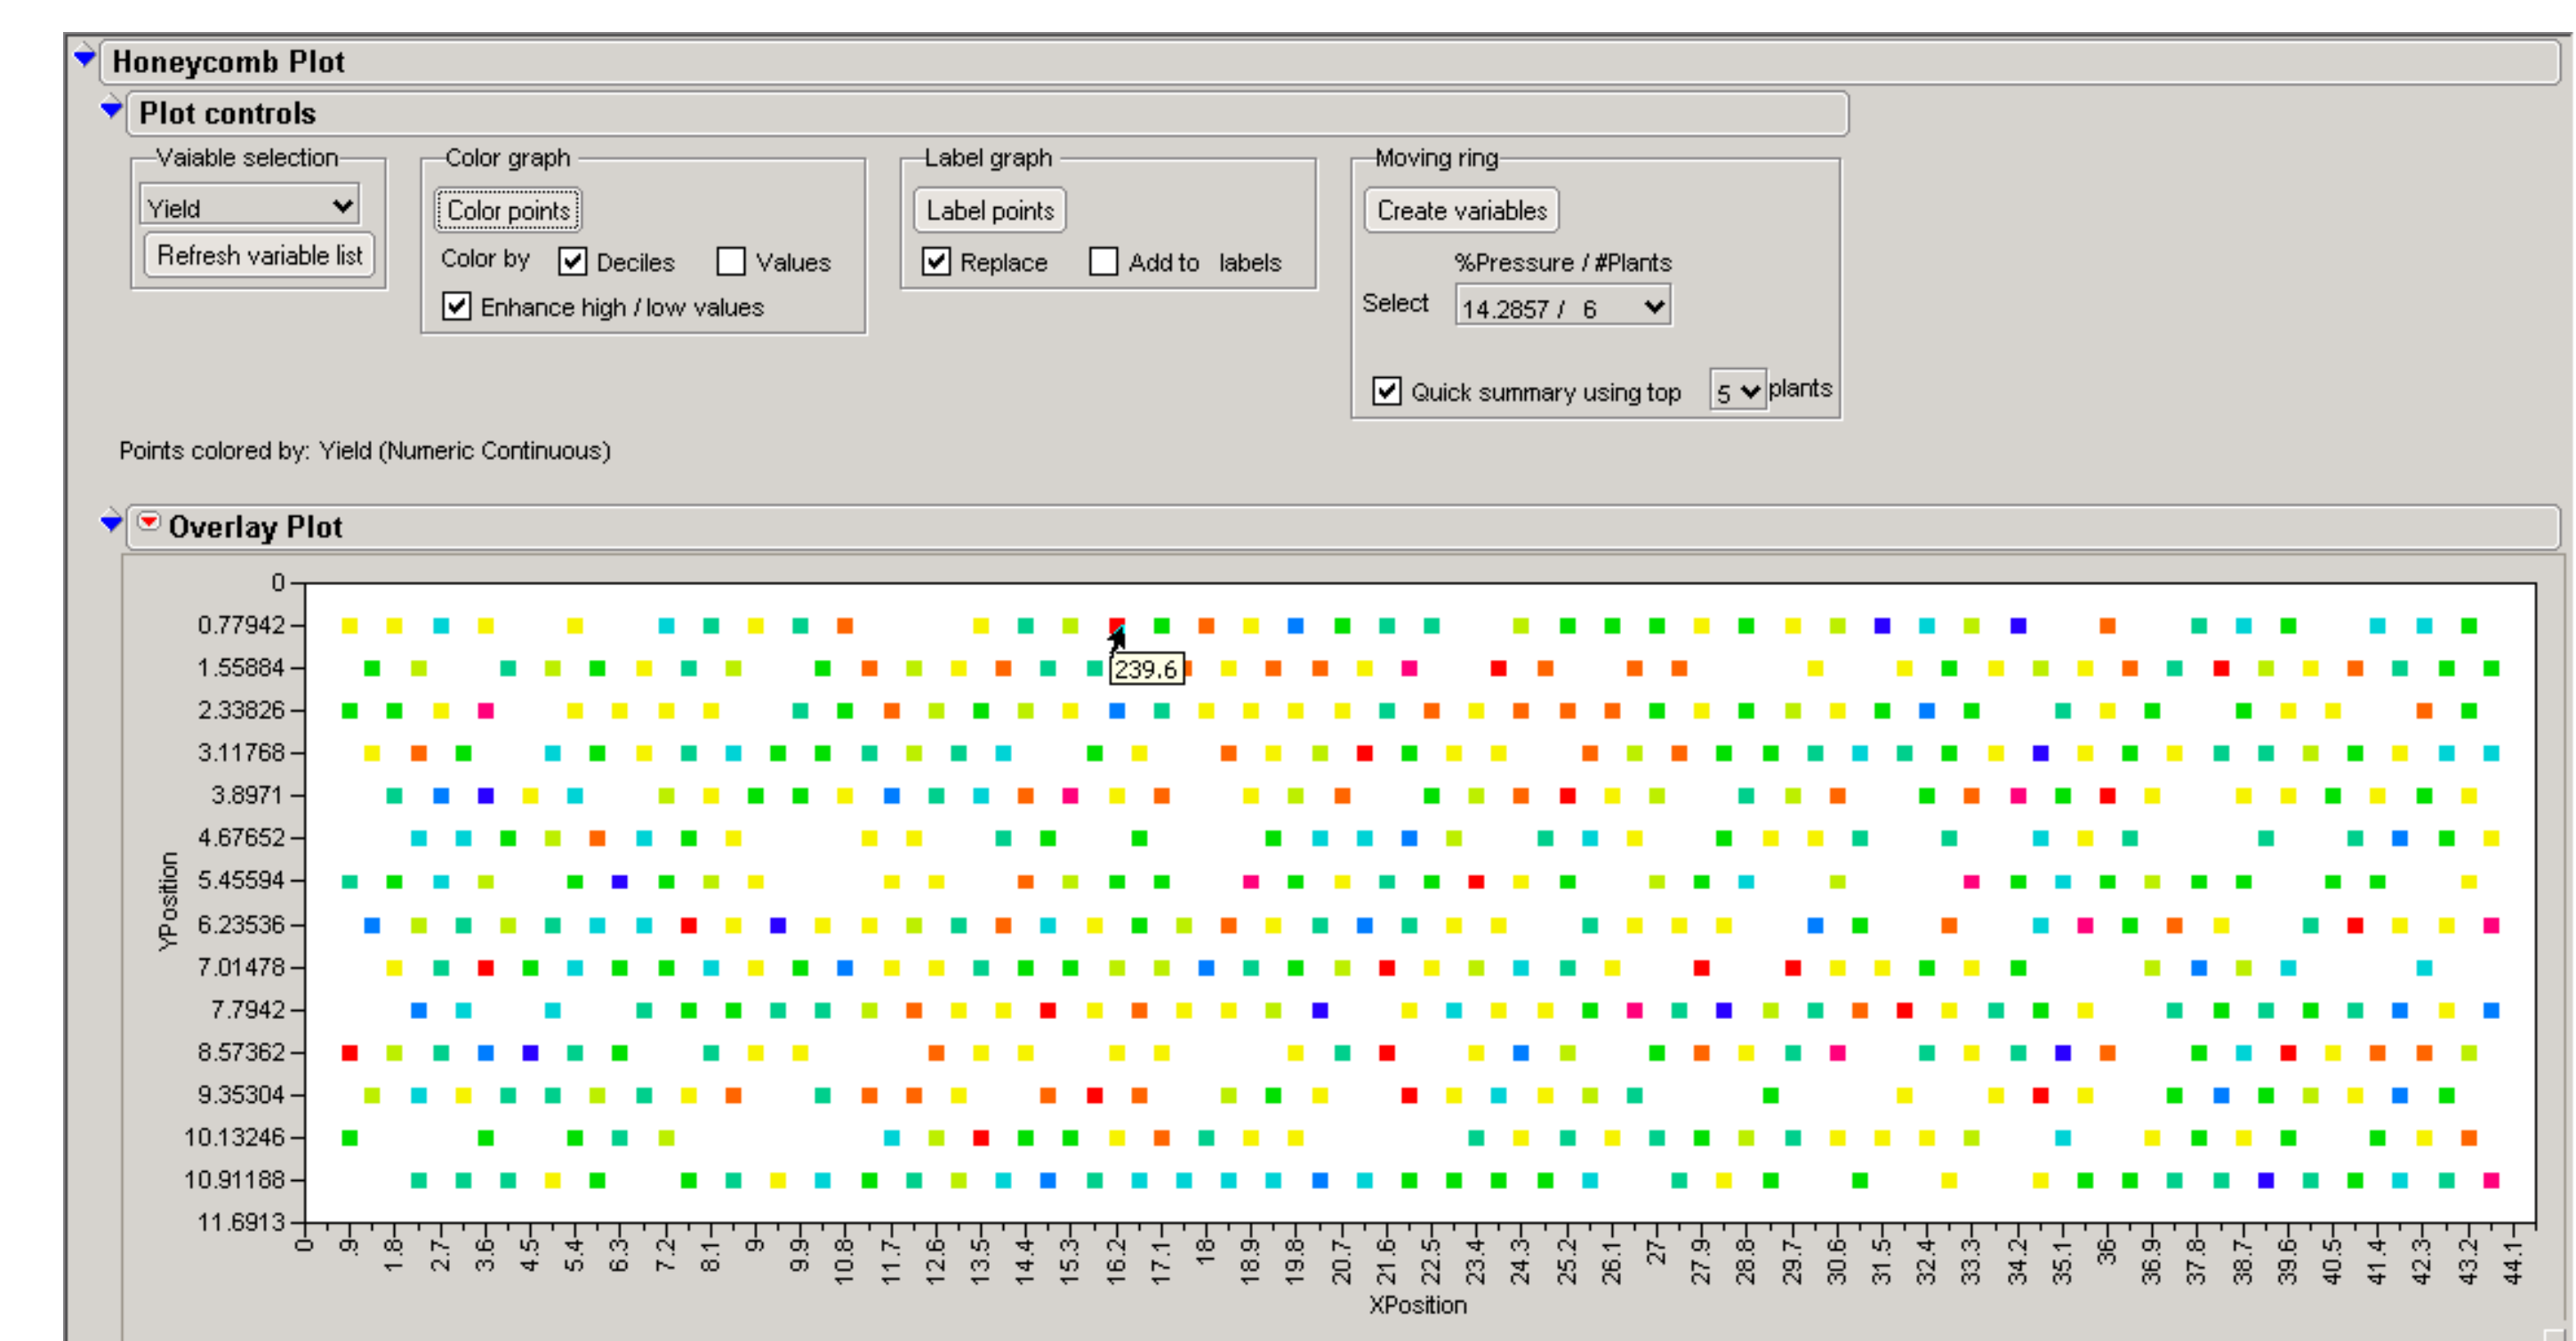 Honeycomb Plot
Plot controls
Vaiable selection
Color graph
Label graph
Moving ring
Yield
Color points
Label points
Create variables
Refresh variable list
Color by Deciles Values
Replace Add to labels
%Pressure / #Plants
Enhance high / low values
Select 14.2857 / 6
Quick summary using top 5 plants
Points colored by: Yield (Numeric Continuous)
Overlay Plot
0
0.77942
1.55884
239.6
2.33826
3.11768
3.8971
4.67652
5.45594
6.23536
7.01478
7.7942
8.57362
9.35304
10.13246
10.91188
11.6913
YPosition
0 .9 1.8 2.7 3.6 4.5 5.4 6.3 7.2 8.1 9 9.9 10.8 11.7 12.6 13.5 14.4 15.3 16.2 17.1 18 18.9 19.8 20.7 21.6 22.5 23.4 24.3 25.2 26.1 27 27.9 28.8 29.7 30.6 31.5 32.4 33.3 34.2 35.1 36 36.9 37.8 38.7 39.6 40.5 41.4 42.3 43.2 44.1
XPosition